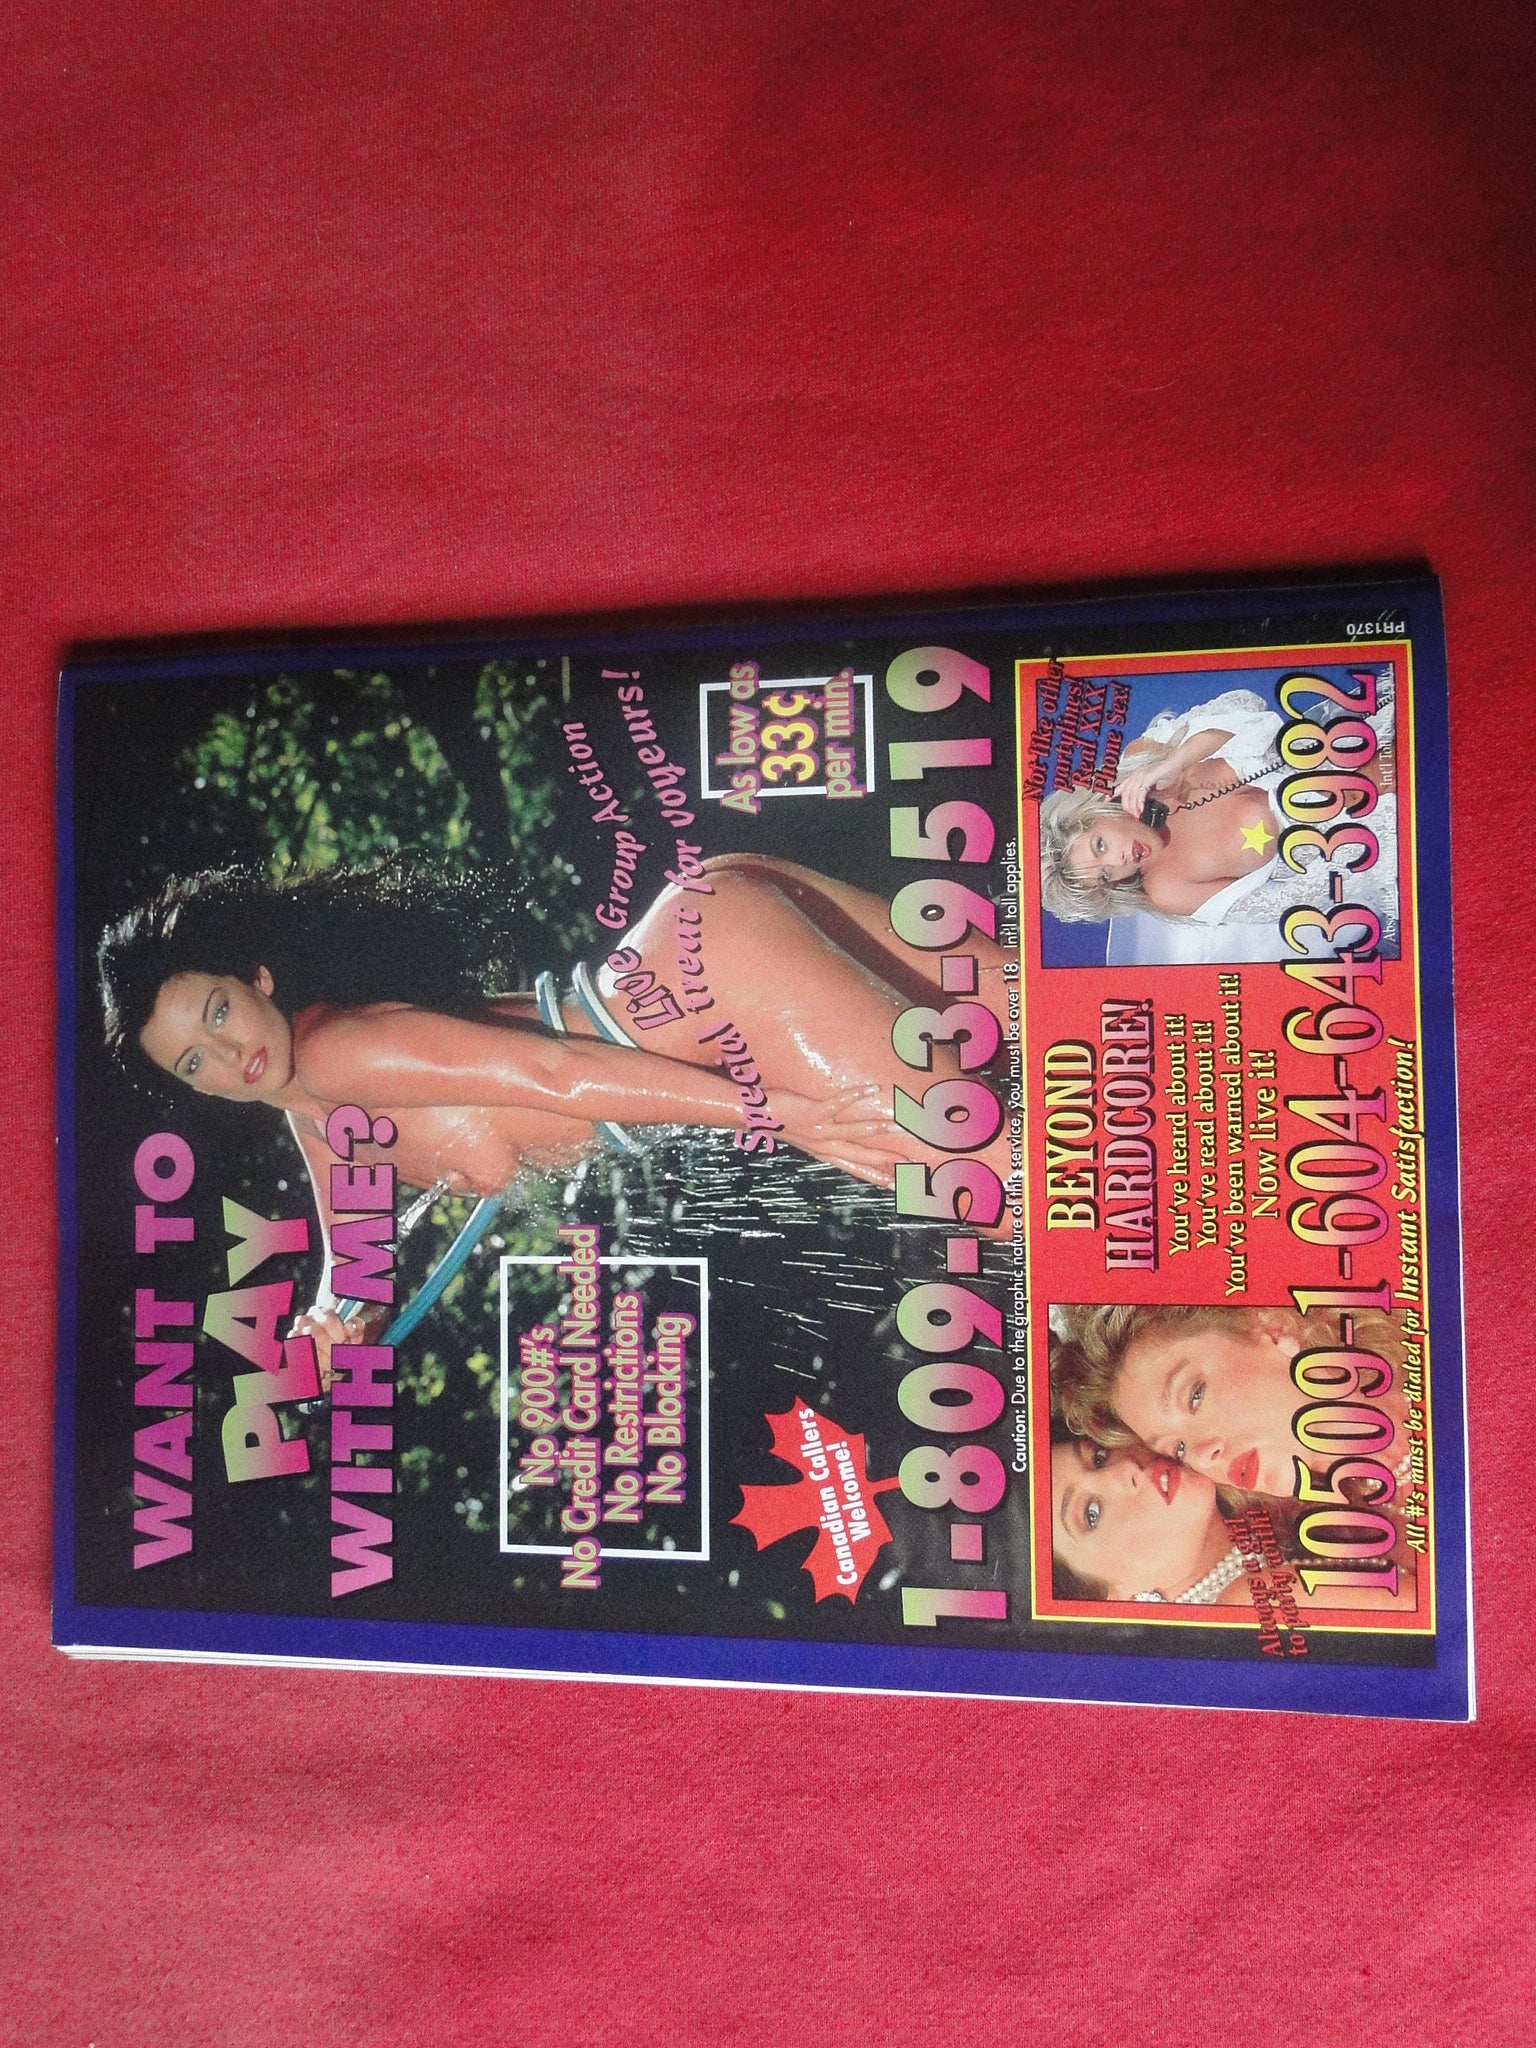 WANT TO
PLAY
WITH ME?
No 900#'s
No Credit Card Needed
No Restrictions
No Blocking
Live Group Action
Special treat for voyeurs!
As low as
33¢
per min.
Canadian Callers
Welcome!
1-809-563-9519
Caution: Due to the graphic nature of this service, you must be over 18. Int'l toll applies.
BEYOND
HARDCORE!
You've heard about it!
You've read about it!
You've been warned about it!
Now live it!
Not like other
partylines!
Real XXX
Phone Sex!
Always a girl
to party with!
10509-1-604-643-3982
Int'l Toll
All #'s must be dialed for Instant Satisfaction!
PR1370